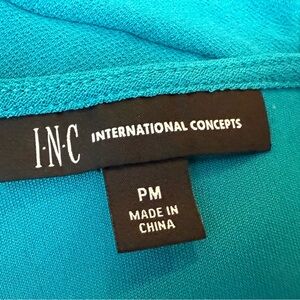 I·N·C INTERNATIONAL CONCEPTS
PM
MADE IN
CHINA